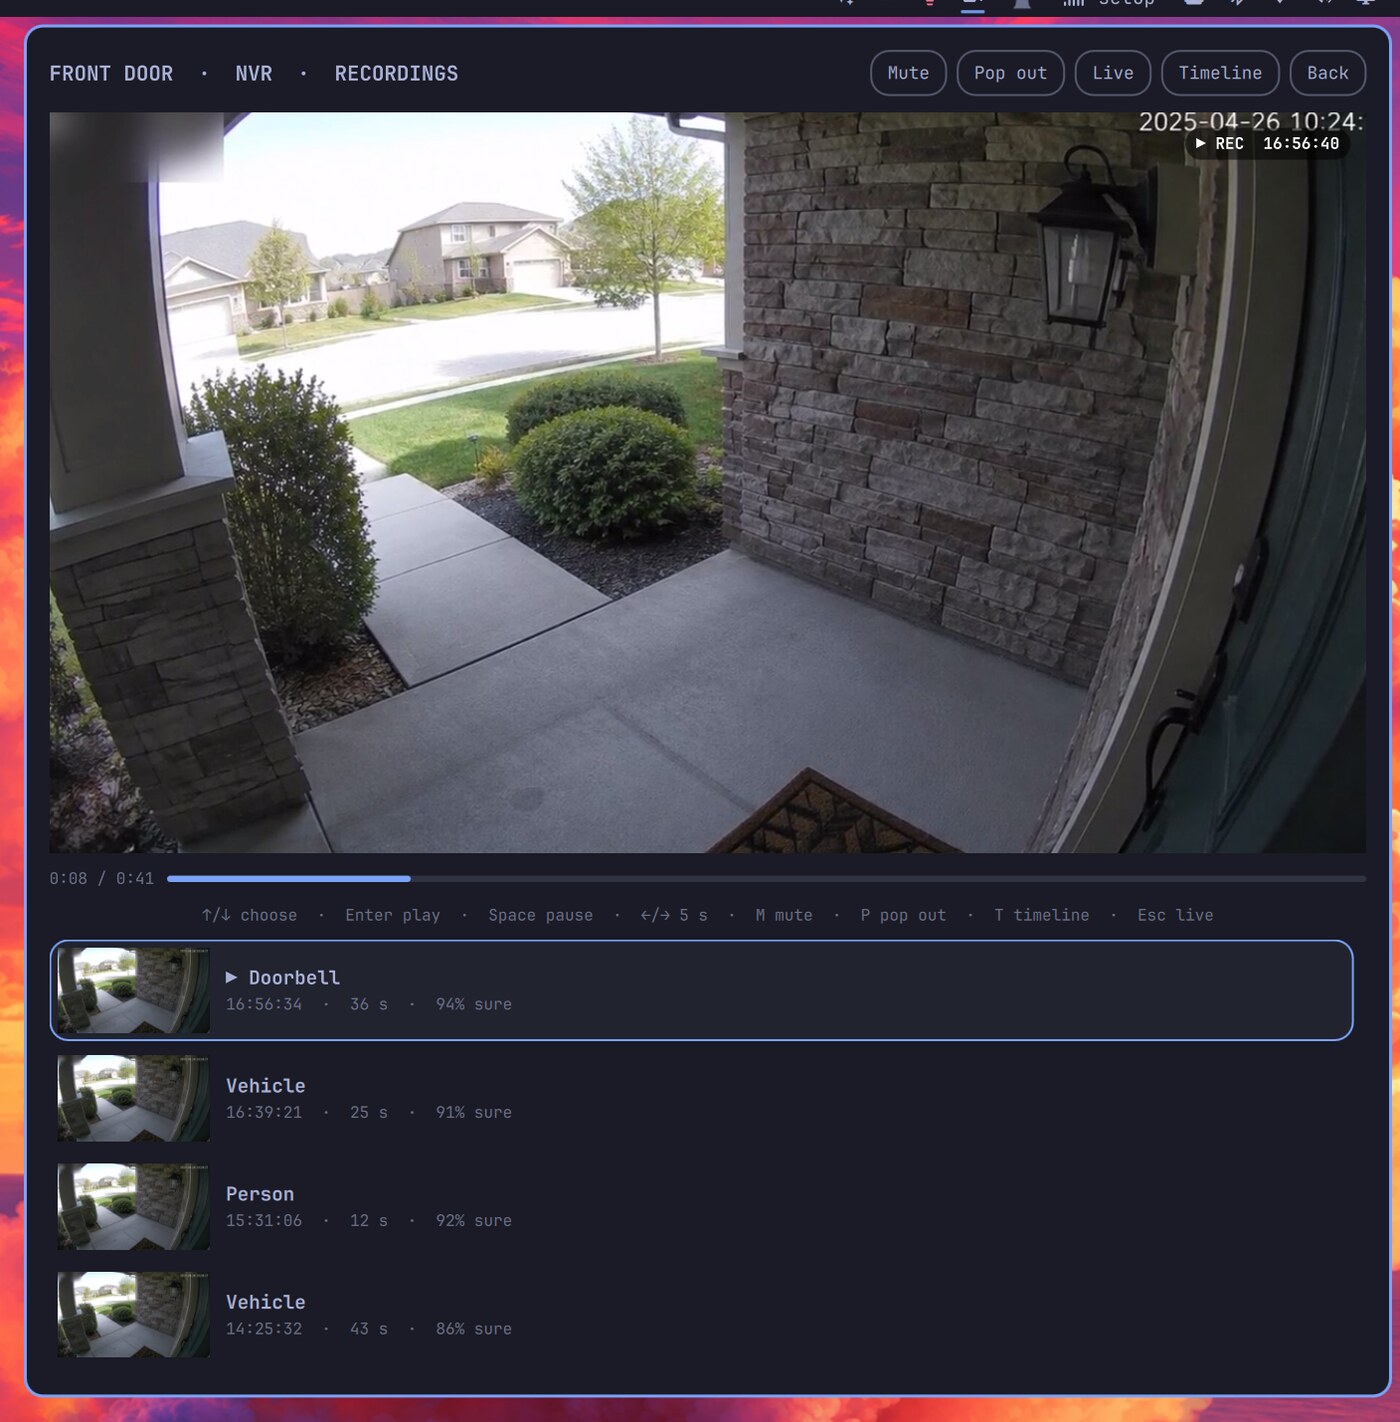 FRONT DOOR · NVR · RECORDINGS
Mute Pop out Live Timeline Back
2025-04-26 10:24:
▶ REC 16:56:40
0:08 / 0:41
↑/↓ choose · Enter play · Space pause · ←/→ 5 s · M mute · P pop out · T timeline · Esc live
▶ Doorbell
16:56:34 · 36 s · 94% sure
Vehicle
16:39:21 · 25 s · 91% sure
Person
15:31:06 · 12 s · 92% sure
Vehicle
14:25:32 · 43 s · 86% sure